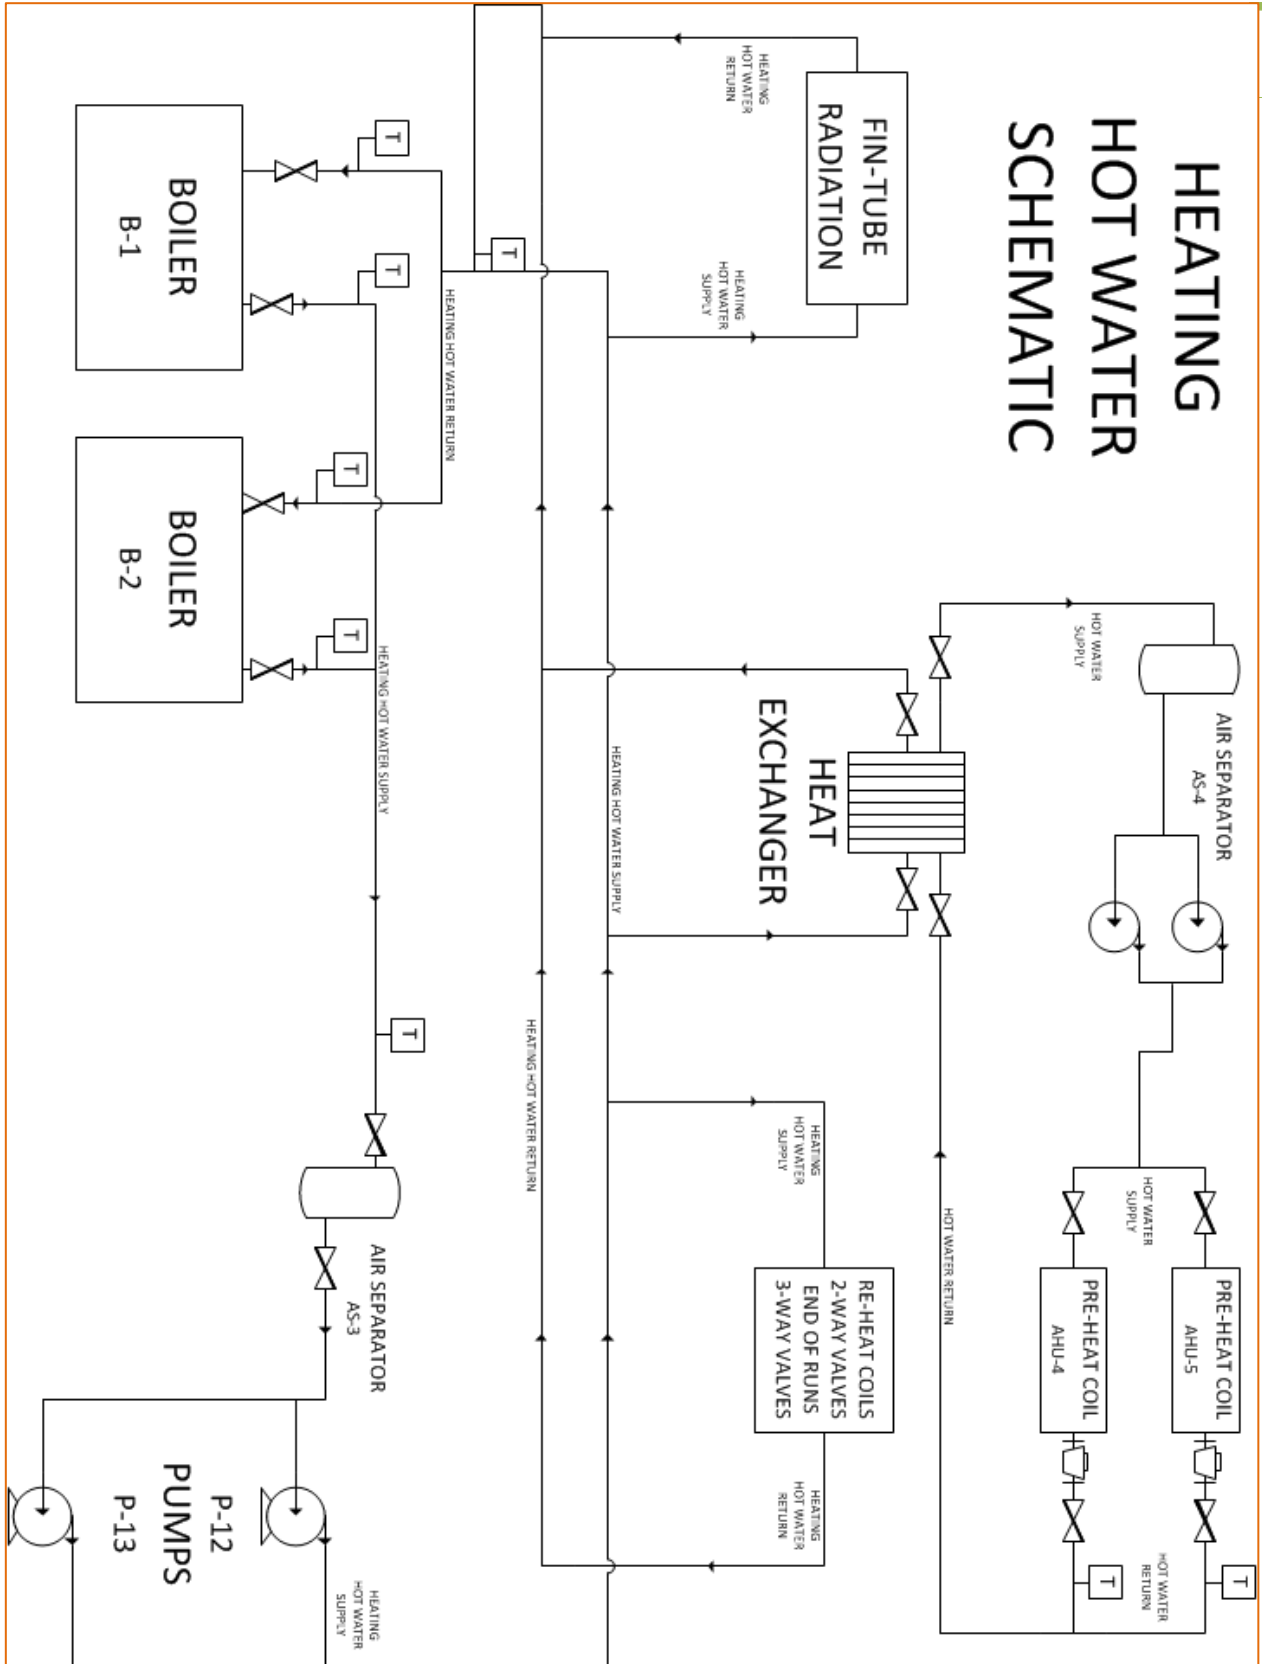 HEATING
HOT WATER
SCHEMATIC
FIN-TUBE
RADIATION
HEATING
HOT WATER
RETURN
HEATING
HOT WATER
SUPPLY
T
T
T
BOILER
B-1
HEATING HOT WATER RETURN
T
T
BOILER
B-2
HEATING HOT WATER SUPPLY
HOT WATER
SUPPLY
AIR SEPARATOR
AS-4
HEAT
EXCHANGER
HEATING HOT WATER SUPPLY
HEATING HOT WATER RETURN
T
AIR SEPARATOR
AS-3
HEATING
HOT WATER
SUPPLY
RE-HEAT COILS
2-WAY VALVES
END OF RUNS
3-WAY VALVES
HEATING
HOT WATER
RETURN
HOT WATER RETURN
HOT WATER
SUPPLY
PRE-HEAT COIL
AHU-5
PRE-HEAT COIL
AHU-4
T
T
HOT WATER
RETURN
P-12
PUMPS
P-13
HEATING
HOT WATER
SUPPLY